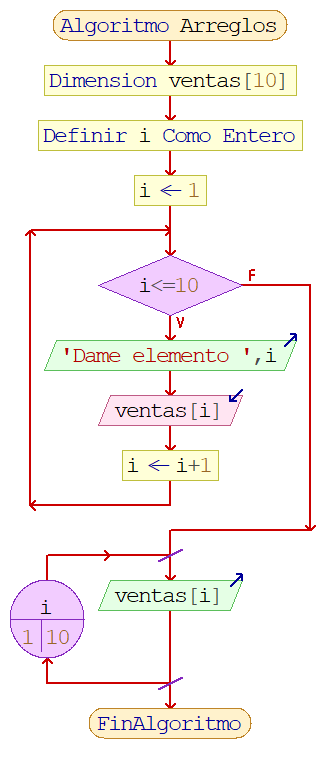 Algoritmo Arreglos
Dimension ventas[10]
Definir i Como Entero
i ← 1
i<=10
F
V
'Dame elemento ',i
ventas[i]
i ← i+1
i
1 10
ventas[i]
FinAlgoritmo